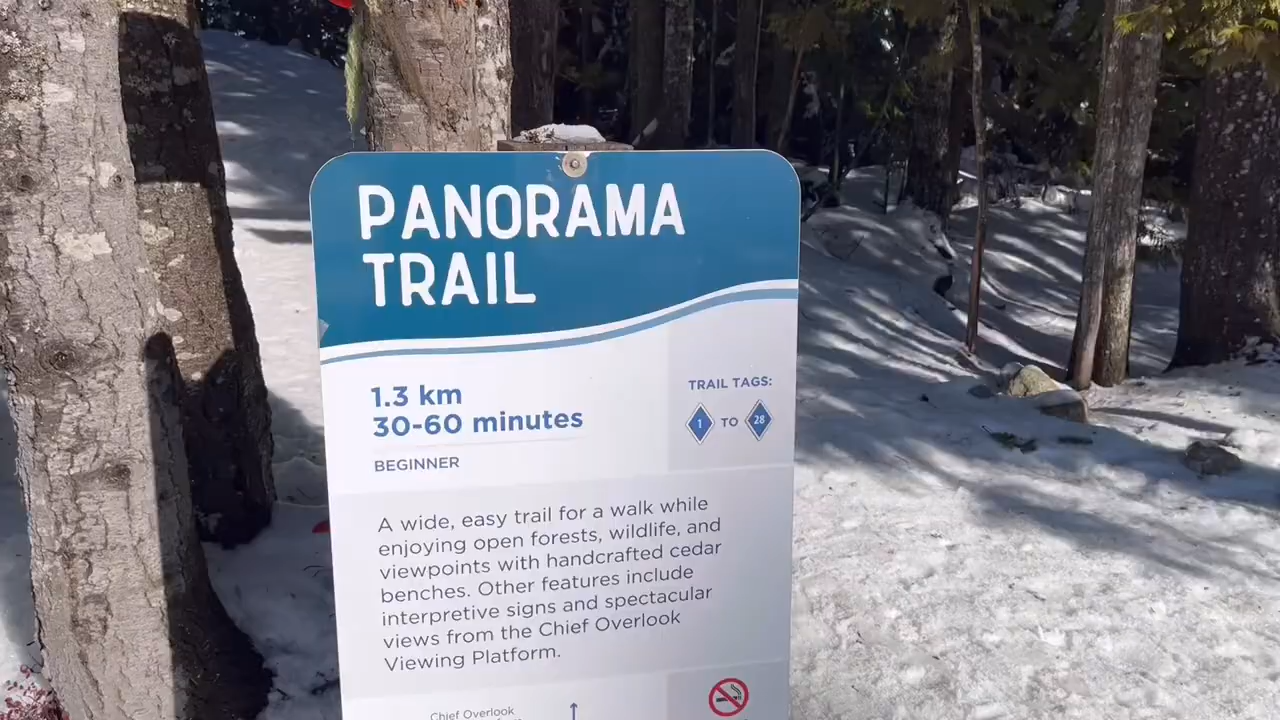 PANORAMA
TRAIL
1.3 km
30-60 minutes
BEGINNER
TRAIL TAGS:
1 TO 28
A wide, easy trail for a walk while
enjoying open forests, wildlife, and
viewpoints with handcrafted cedar
benches. Other features include
interpretive signs and spectacular
views from the Chief Overlook
Viewing Platform.
Chief Overlook